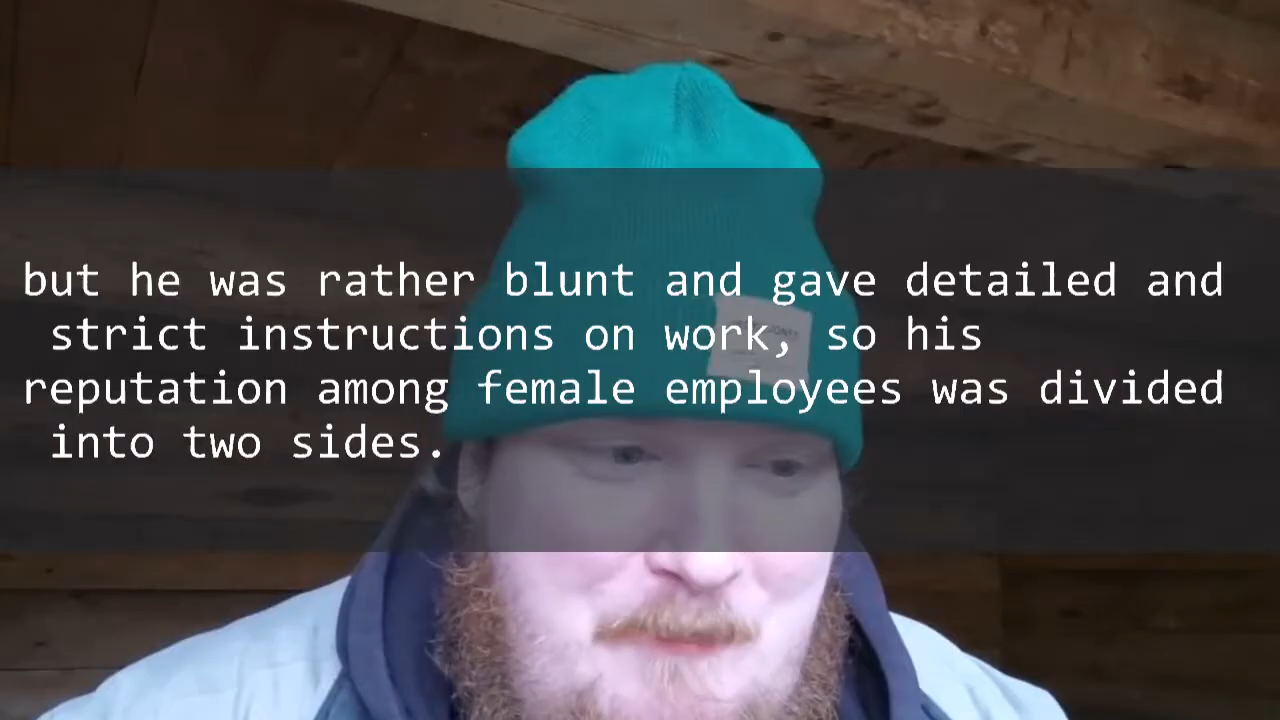 but he was rather blunt and gave detailed and
strict instructions on work, so his
reputation among female employees was divided
into two sides.